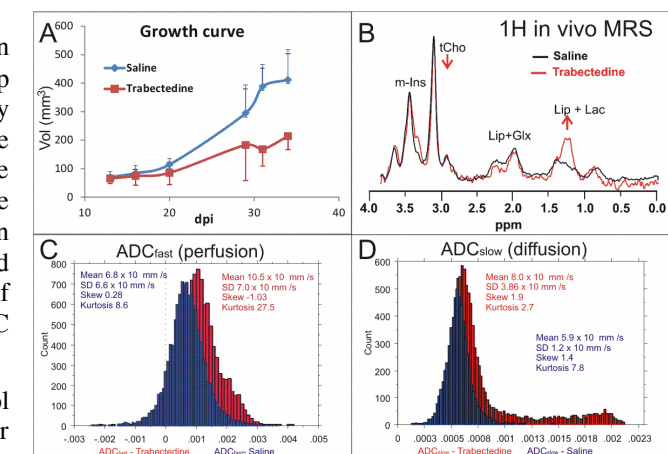 A
Growth curve
Saline
Trabectedine
Vol (mm³)
600
500
400
300
200
100
0
10
20
30
40
dpi
B
1H in vivo MRS
Saline
Trabectedine
tCho
m-Ins
Lip+Glx
Lip + Lac
4.0 3.5 3.0 2.5 2.0 1.5 1.0 0.5 0.0
ppm
C
ADCfast (perfusion)
Mean 6.8 x 10 mm /s
SD 6.6 x 10 mm /s
Skew 0.28
Kurtosis 8.6
Mean 10.5 x 10 mm /s
SD 7.0 x 10 mm /s
Skew -1.03
Kurtosis 27.5
Count
800
700
600
500
400
300
200
100
0
-.003 -.002 -.001 0 .001 .002 .003 .004 .005
ADCfast - Trabectedine
ADCfast- Saline
D
ADCslow (diffusion)
Mean 8.0 x 10 mm /s
SD 3.86 x 10 mm /s
Skew 1.9
Kurtosis 2.7
Mean 5.9 x 10 mm /s
SD 1.2 x 10 mm /s
Skew 1.4
Kurtosis 7.8
Count
600
500
400
300
200
100
0
0 .0003 .0005 .0008 .001 .0013 .0015 .0018 .002 .0023
ADCslow - Trabectedine
ADCslow - Saline